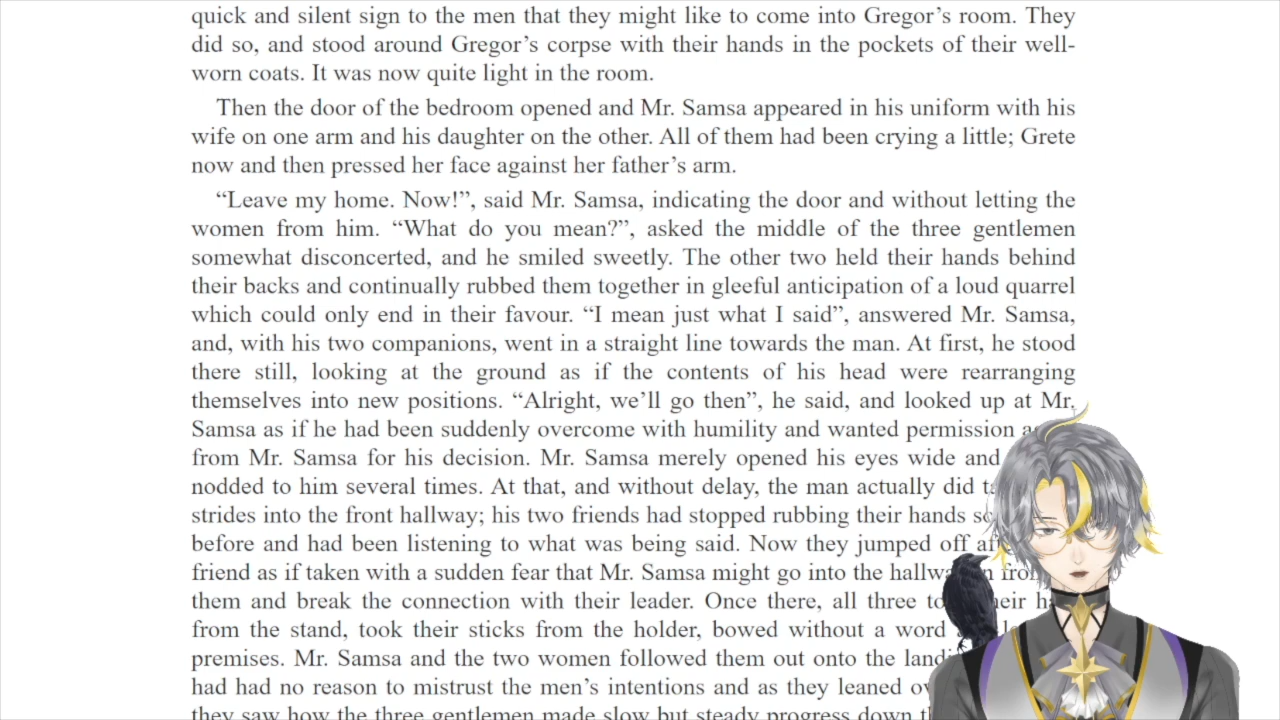 quick and silent sign to the men that they might like to come into Gregor’s room. They
did so, and stood around Gregor’s corpse with their hands in the pockets of their well-
worn coats. It was now quite light in the room.
Then the door of the bedroom opened and Mr. Samsa appeared in his uniform with his
wife on one arm and his daughter on the other. All of them had been crying a little; Grete
now and then pressed her face against her father’s arm.
“Leave my home. Now!”, said Mr. Samsa, indicating the door and without letting the
women from him. “What do you mean?”, asked the middle of the three gentlemen
somewhat disconcerted, and he smiled sweetly. The other two held their hands behind
their backs and continually rubbed them together in gleeful anticipation of a loud quarrel
which could only end in their favour. “I mean just what I said”, answered Mr. Samsa,
and, with his two companions, went in a straight line towards the man. At first, he stood
there still, looking at the ground as if the contents of his head were rearranging
themselves into new positions. “Alright, we’ll go then”, he said, and looked up at Mr.
Samsa as if he had been suddenly overcome with humility and wanted permission
from Mr. Samsa for his decision. Mr. Samsa merely opened his eyes wide and
nodded to him several times. At that, and without delay, the man actually did
strides into the front hallway; his two friends had stopped rubbing their hands
before and had been listening to what was being said. Now they jumped off
friend as if taken with a sudden fear that Mr. Samsa might go into the
them and break the connection with their leader. Once there, all three
from the stand, took their sticks from the holder, bowed without a word
premises. Mr. Samsa and the two women followed them out onto the
had had no reason to mistrust the men’s intentions and as they leaned
they saw how the three gentlemen made slow but steady progress down